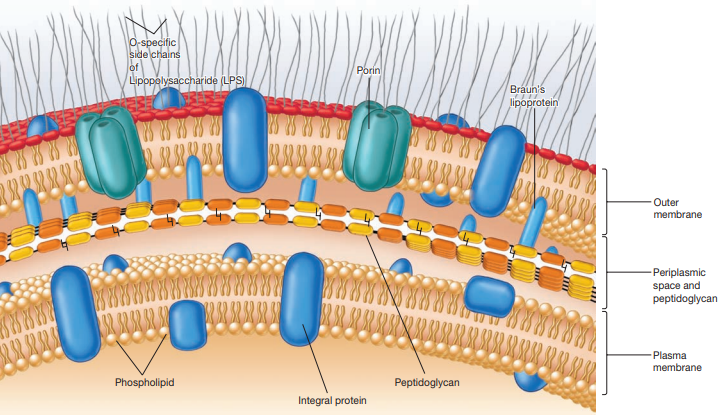 O-specific
side chains
of
Lipopolysaccharide (LPS)
Porin
Braun's
lipoprotein
Outer
membrane
Periplasmic
space and
peptidoglycan
Plasma
membrane
Phospholipid
Peptidoglycan
Integral protein